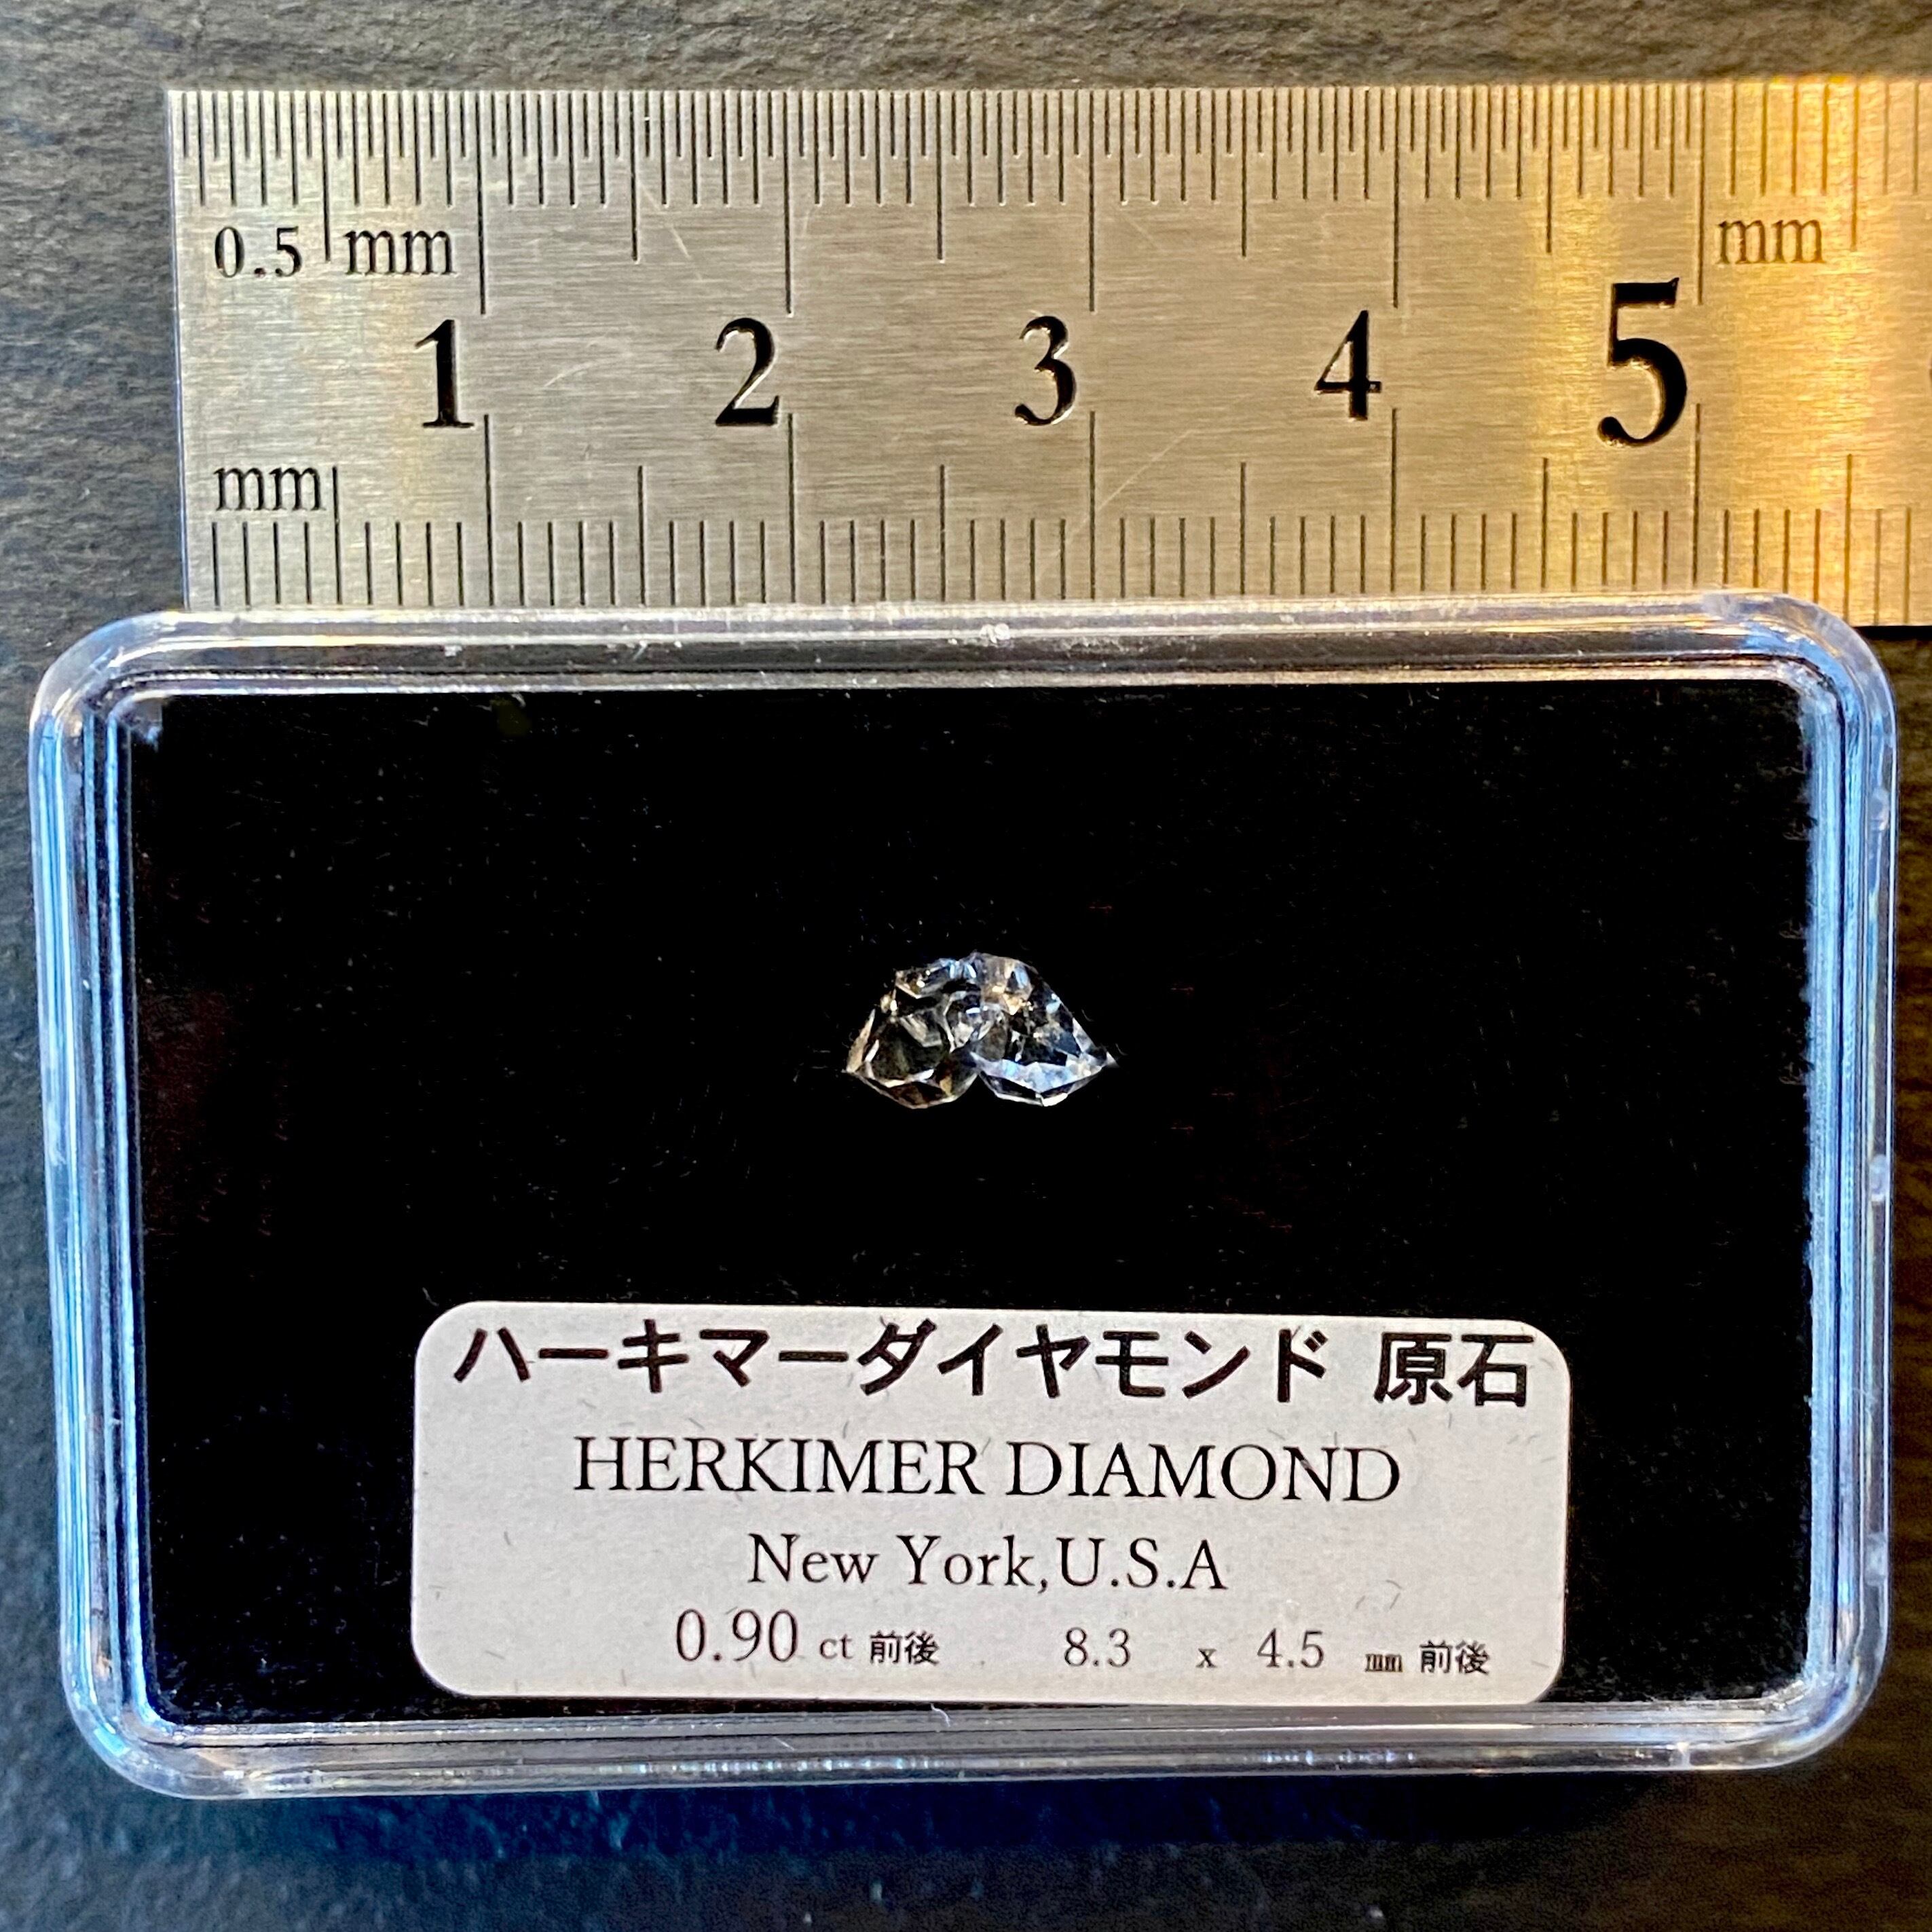 0.5 mm mm
1 2 3 4 5
mm
ハーキマーダイヤモンド 原石
HERKIMER DIAMOND
New York,U.S.A
0.90 ct 前後 8.3 x 4.5 mm 前後